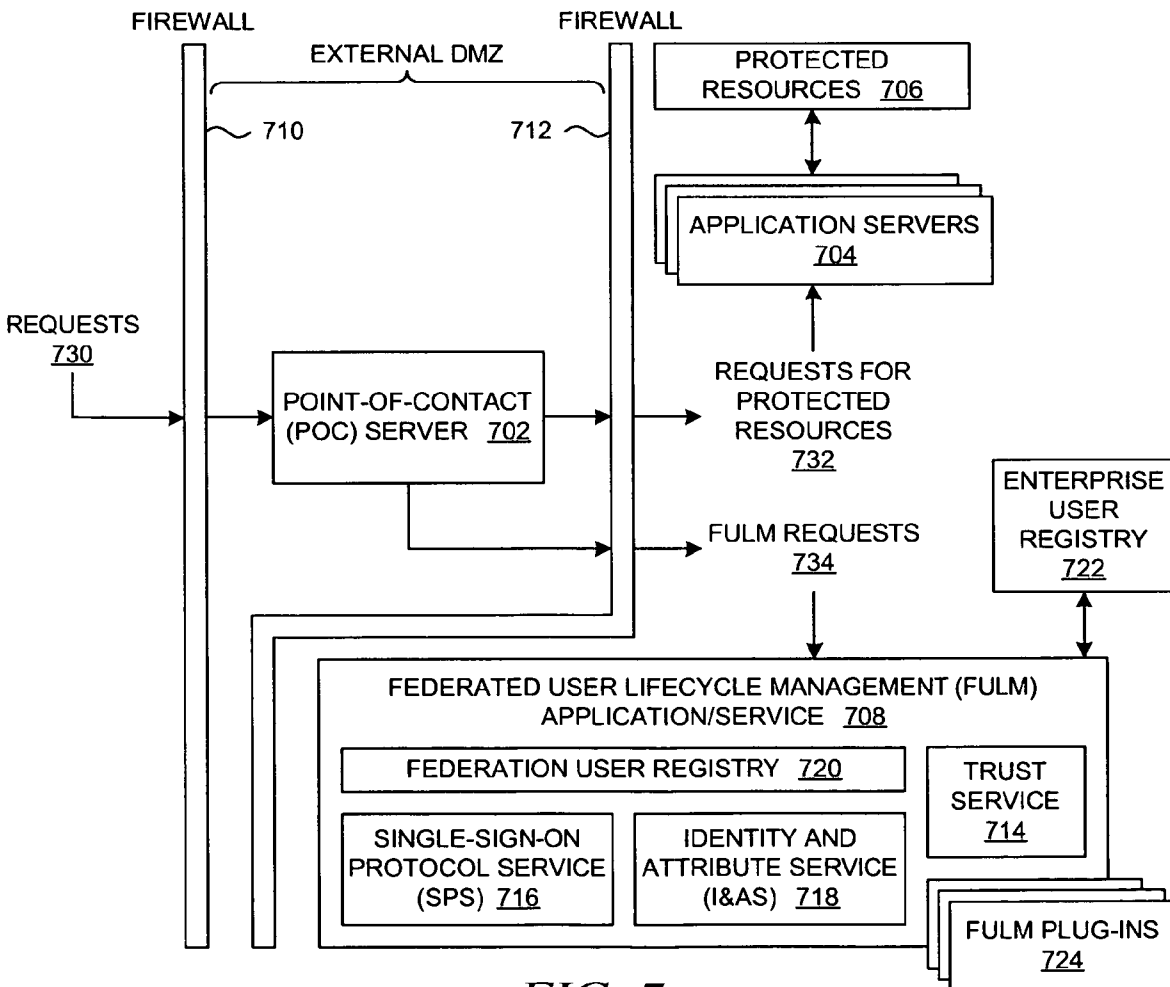 FIREWALL
FIREWALL
EXTERNAL DMZ
PROTECTED
RESOURCES 706
710
712
APPLICATION SERVERS
704
REQUESTS
730
POINT-OF-CONTACT
(POC) SERVER 702
REQUESTS FOR
PROTECTED
RESOURCES
732
ENTERPRISE
USER
REGISTRY
722
FULM REQUESTS
734
FEDERATED USER LIFECYCLE MANAGEMENT (FULM)
APPLICATION/SERVICE 708
FEDERATION USER REGISTRY 720
TRUST
SERVICE
714
SINGLE-SIGN-ON
PROTOCOL SERVICE
(SPS) 716
IDENTITY AND
ATTRIBUTE SERVICE
(I&AS) 718
FULM PLUG-INS
724
FIG. 7